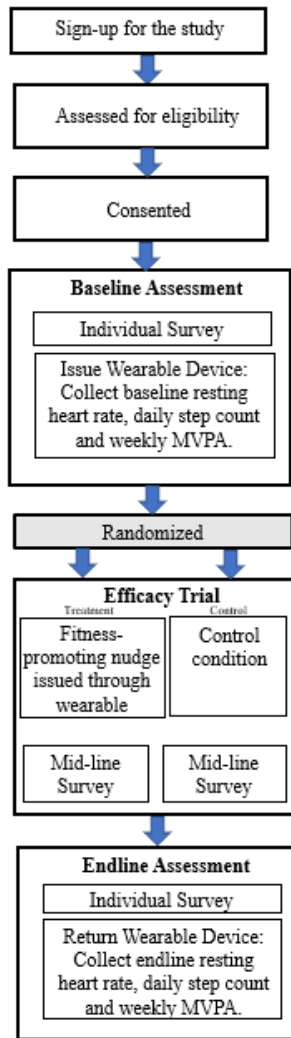 Sign-up for the study
Assessed for eligibility
Consented
Baseline Assessment
Individual Survey
Issue Wearable Device:
Collect baseline resting
heart rate, daily step count
and weekly MVPA.
Randomized
Efficacy Trial
Treatment
Control
Fitness-
promoting nudge
issued through
wearable
Control
condition
Mid-line
Survey
Mid-line
Survey
Endline Assessment
Individual Survey
Return Wearable Device:
Collect endline resting
heart rate, daily step count
and weekly MVPA.